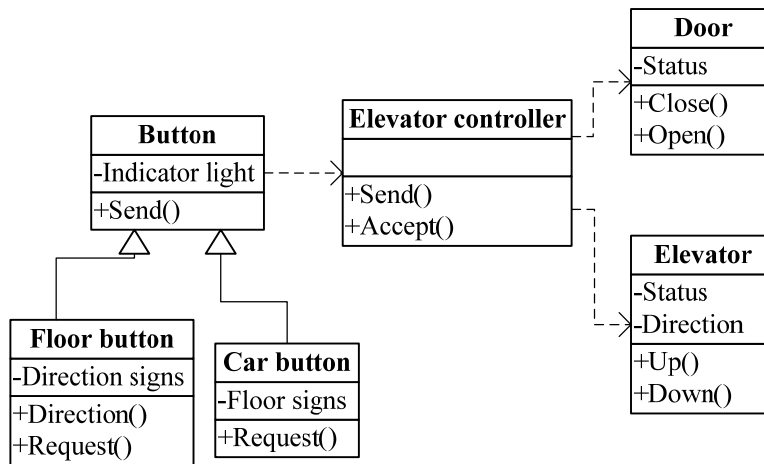 Button
-Indicator light
+Send()
Floor button
-Direction signs
+Direction()
+Request()
Car button
-Floor signs
+Request()
Elevator controller
+Send()
+Accept()
Door
-Status
+Close()
+Open()
Elevator
-Status
-Direction
+Up()
+Down()